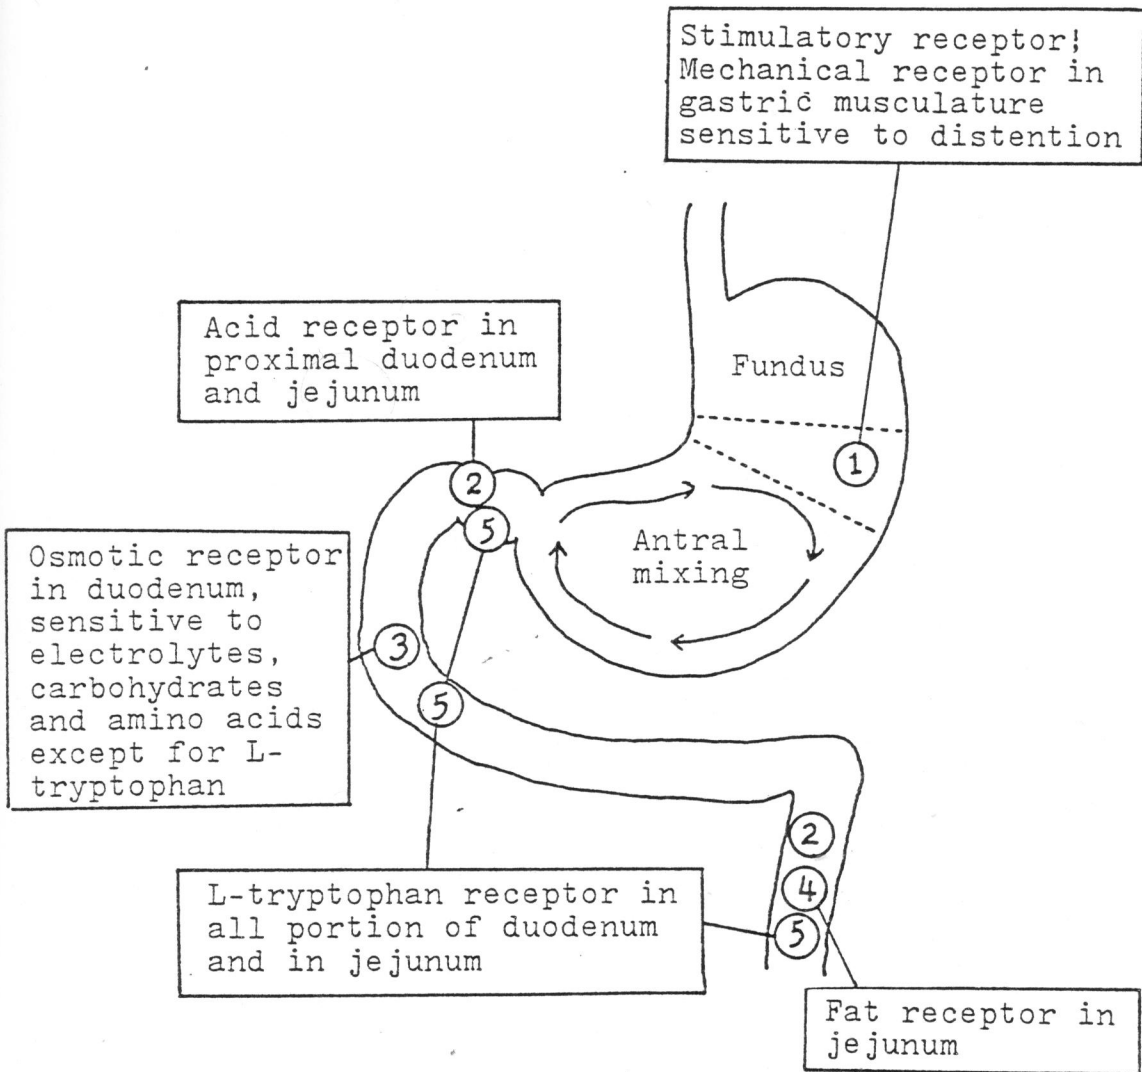 Stimulatory receptor;
Mechanical receptor in
gastric musculature
sensitive to distention
Acid receptor in
proximal duodenum
and jejunum
Fundus
1
2
5
Antral
mixing
Osmotic receptor
in duodenum,
sensitive to
electrolytes,
carbohydrates
and amino acids
except for L-
tryptophan
3
5
2
4
5
L-tryptophan receptor in
all portion of duodenum
and in jejunum
Fat receptor in
jejunum